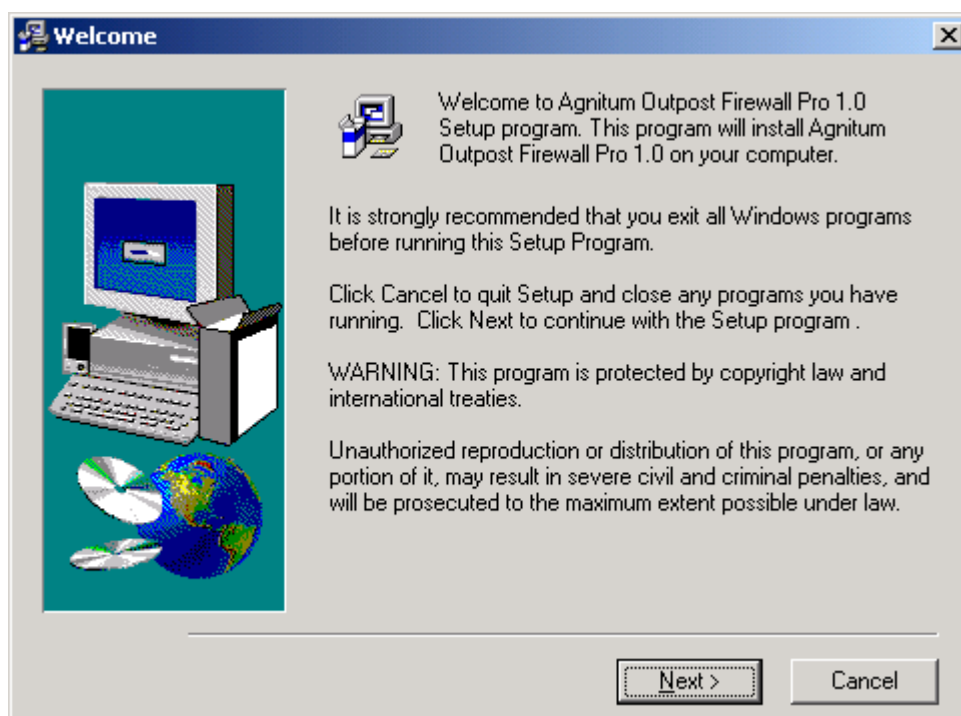 Welcome
Welcome to Agnitum Outpost Firewall Pro 1.0
Setup program. This program will install Agnitum
Outpost Firewall Pro 1.0 on your computer.
It is strongly recommended that you exit all Windows programs
before running this Setup Program.
Click Cancel to quit Setup and close any programs you have
running.  Click Next to continue with the Setup program .
WARNING: This program is protected by copyright law and
international treaties.
Unauthorized reproduction or distribution of this program, or any
portion of it, may result in severe civil and criminal penalties, and
will be prosecuted to the maximum extent possible under law.
Next >
Cancel